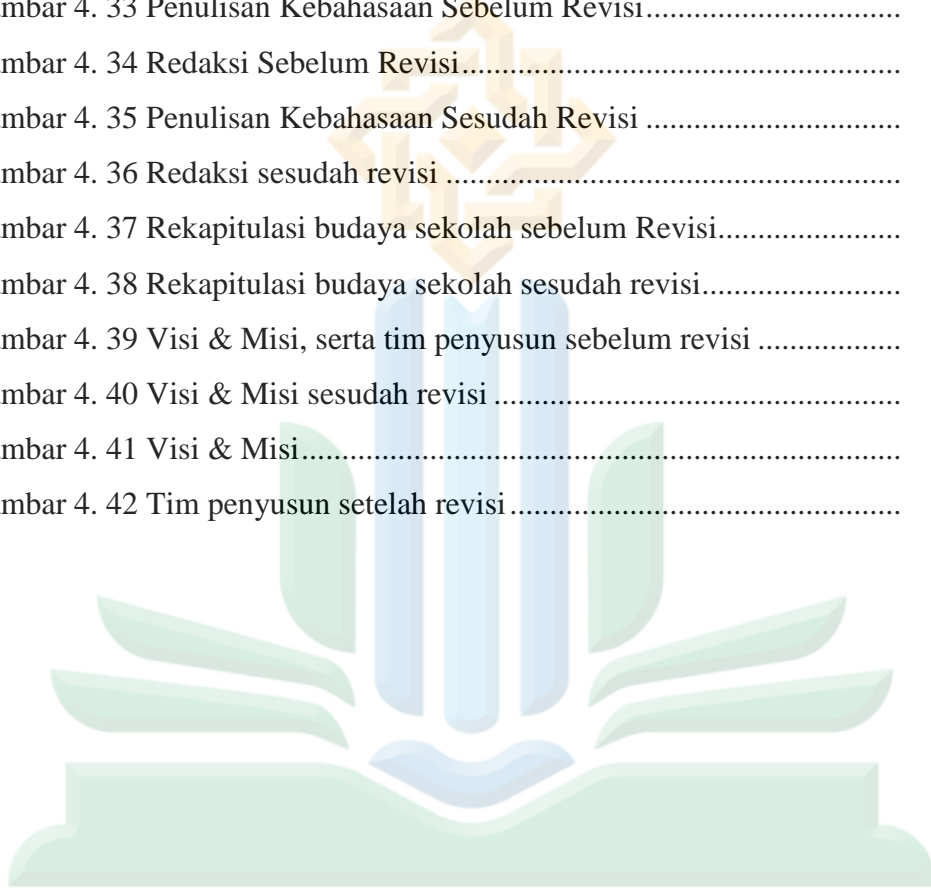 mbar 4. 33 Penulisan Kebahasaan Sebelum Revisi................................
mbar 4. 34 Redaksi Sebelum Revisi.......................................................
mbar 4. 35 Penulisan Kebahasaan Sesudah Revisi ................................
mbar 4. 36 Redaksi sesudah revisi .........................................................
mbar 4. 37 Rekapitulasi budaya sekolah sebelum Revisi.......................
mbar 4. 38 Rekapitulasi budaya sekolah sesudah revisi.........................
mbar 4. 39 Visi & Misi, serta tim penyusun sebelum revisi ..................
mbar 4. 40 Visi & Misi sesudah revisi ...................................................
mbar 4. 41 Visi & Misi...........................................................................
mbar 4. 42 Tim penyusun setelah revisi .................................................